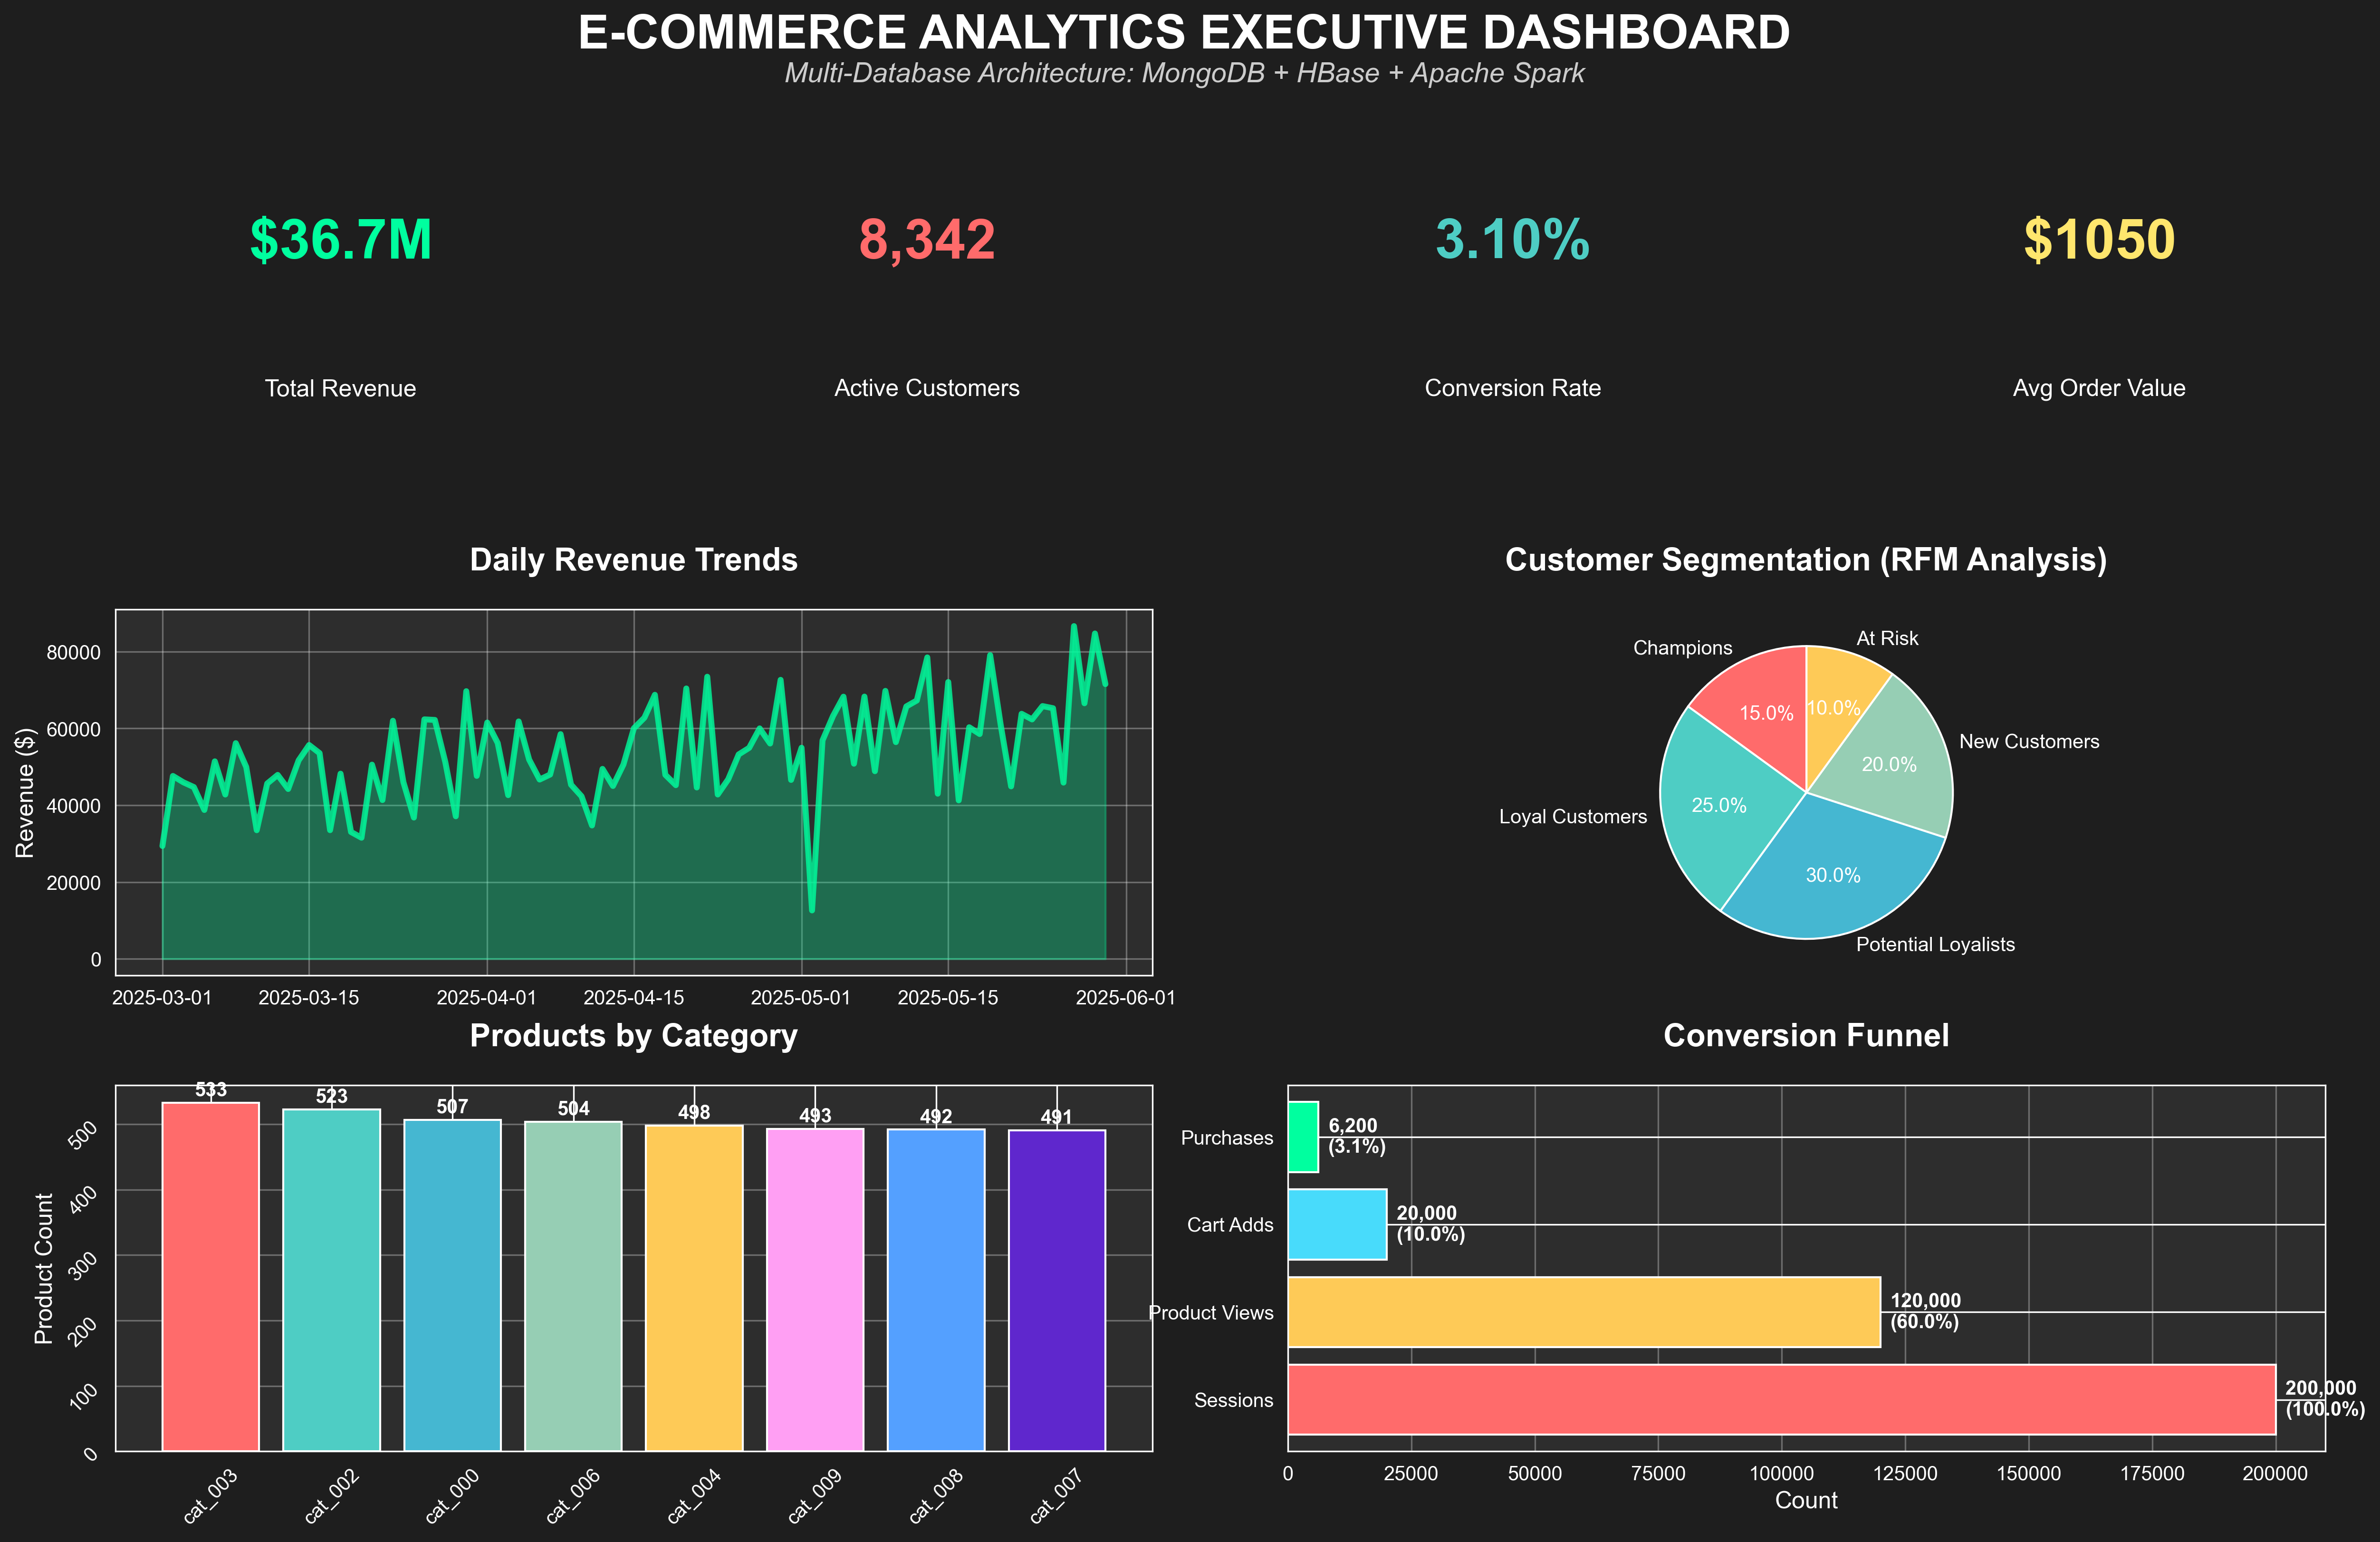 E-COMMERCE ANALYTICS EXECUTIVE DASHBOARD
Multi-Database Architecture: MongoDB + HBase + Apache Spark
$36.7M
8,342
3.10%
$1050
Total Revenue
Active Customers
Conversion Rate
Avg Order Value
Daily Revenue Trends
Revenue ($)
80000
60000
40000
20000
0
2025-03-01
2025-03-15
2025-04-01
2025-04-15
2025-05-01
2025-05-15
2025-06-01
Customer Segmentation (RFM Analysis)
At Risk
Champions
10.0%
15.0%
New Customers
20.0%
25.0%
Loyal Customers
30.0%
Potential Loyalists
Products by Category
Product Count
500
400
300
200
100
0
533
523
507
504
498
493
492
491
cat_003
cat_002
cat_000
cat_006
cat_004
cat_009
cat_008
cat_007
Conversion Funnel
Purchases
6,200
(3.1%)
Cart Adds
20,000
(10.0%)
Product Views
120,000
(60.0%)
Sessions
200,000
(100.0%)
0
25000
50000
75000
100000
125000
150000
175000
200000
Count